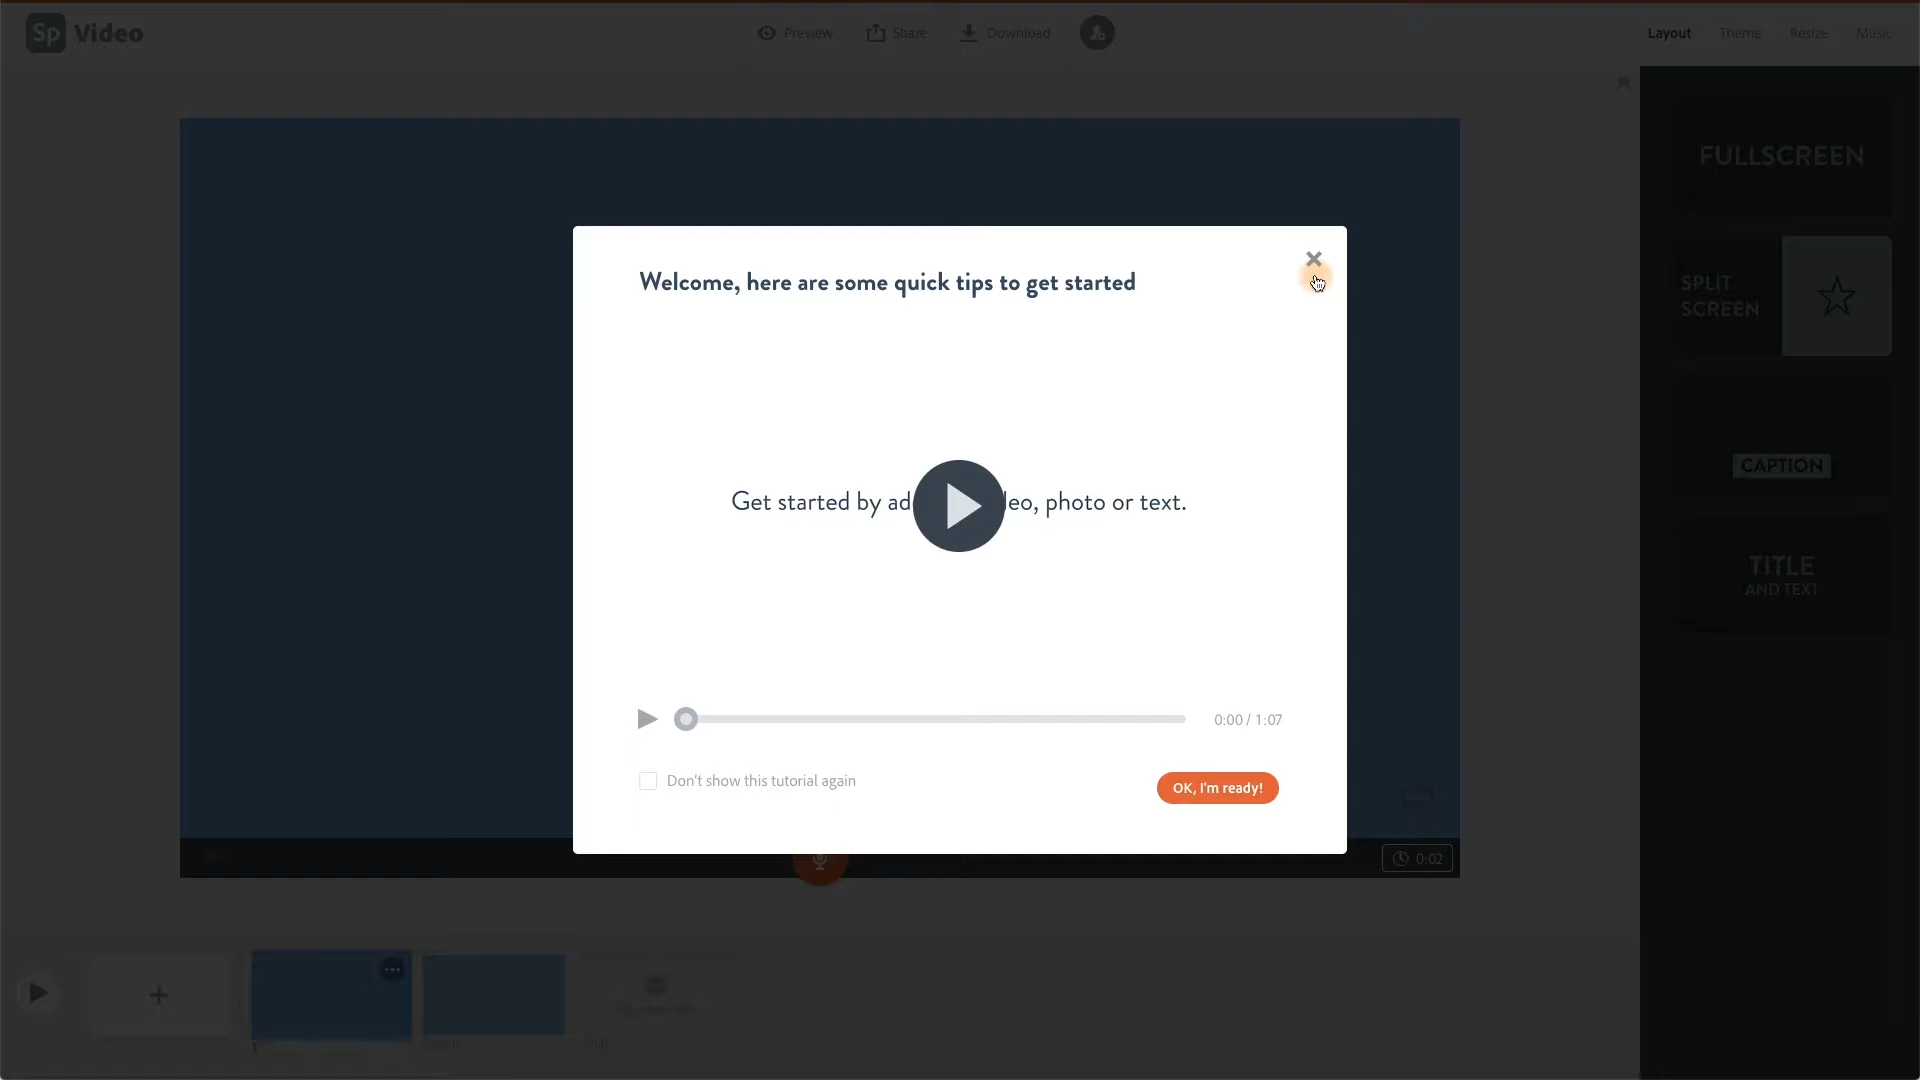 Sp Video
Preview
Share
Download
Layout
Theme
Resize
Music
FULLSCREEN
SPLIT
SCREEN
CAPTION
TITLE
AND TEXT
Welcome, here are some quick tips to get started
Get started by ad eo, photo or text.
0:00 / 1:07
Don't show this tutorial again
OK, I'm ready!
0:02
1